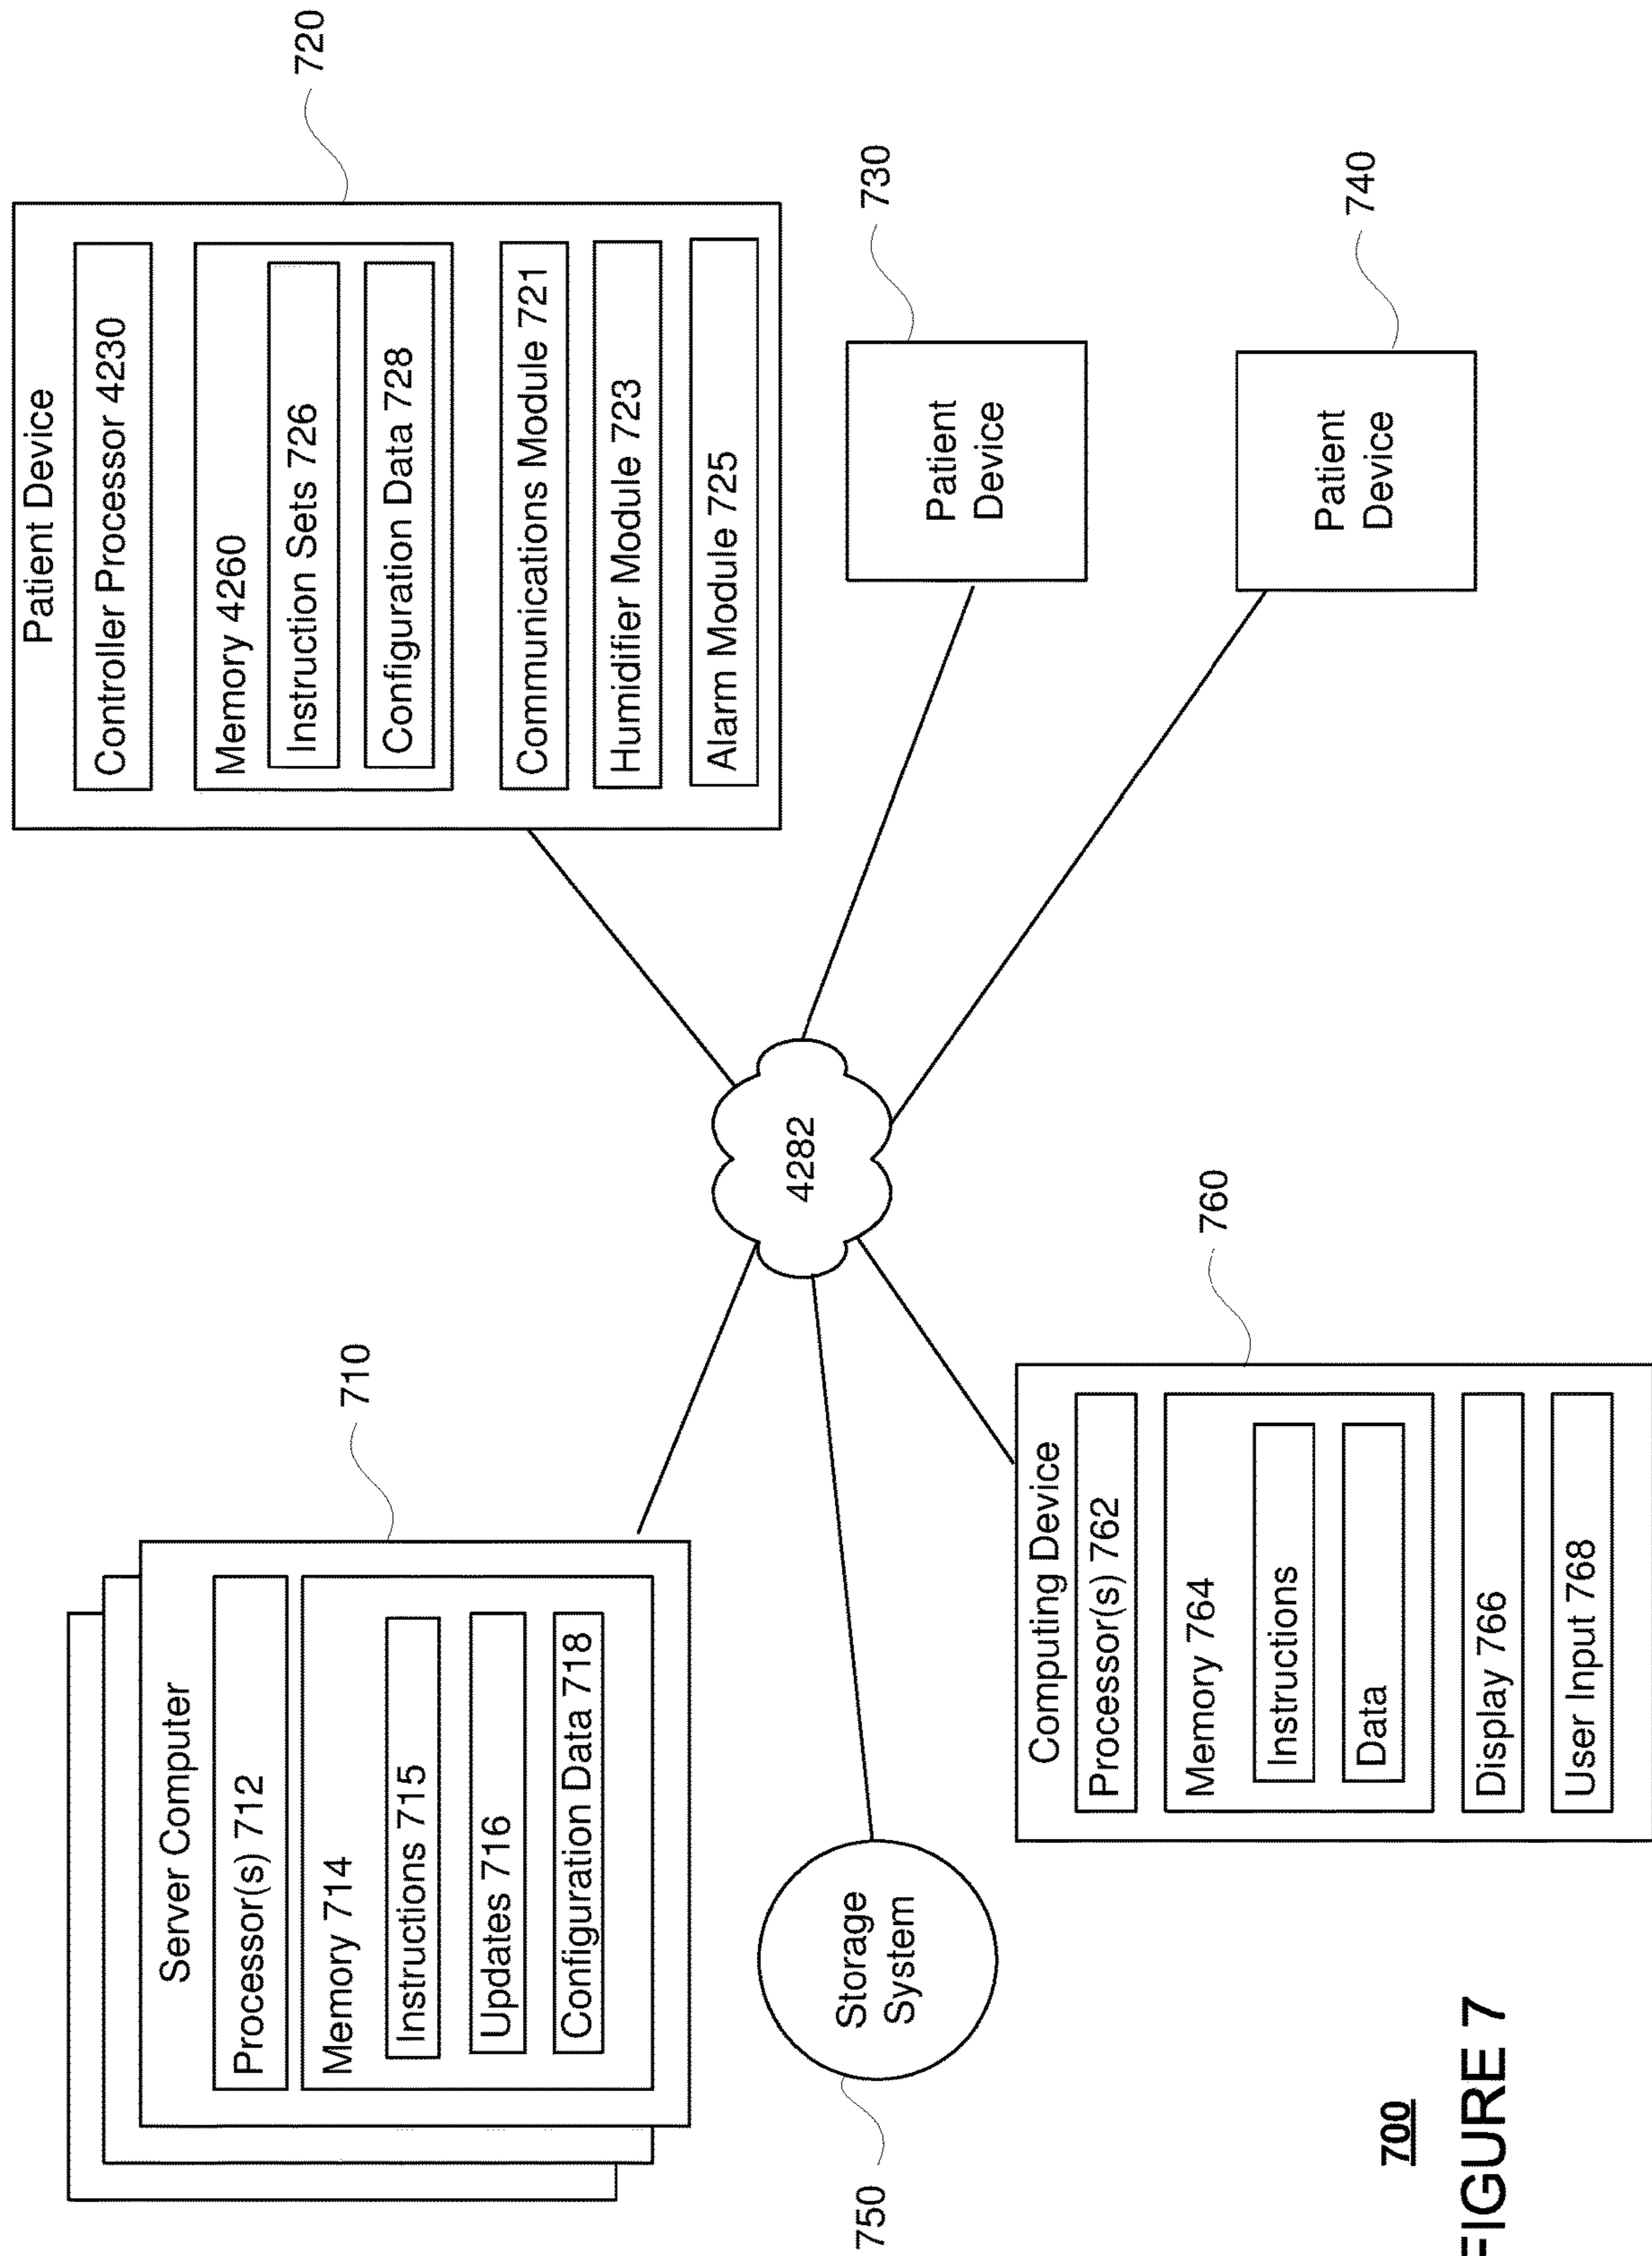 Server Computer
Processor(s) 712
Memory 714
Instructions 715
Updates 716
Configuration Data 718
710
Patient Device
Controller Processor 4230
Memory 4260
Instruction Sets 726
Configuration Data 728
Communications Module 721
Humidifier Module 723
Alarm Module 725
720
4282
Patient
Device
730
Patient
Device
740
Storage
System
750
Computing Device
Processor(s) 762
Memory 764
Instructions
Data
Display 766
User Input 768
760
700
FIGURE 7